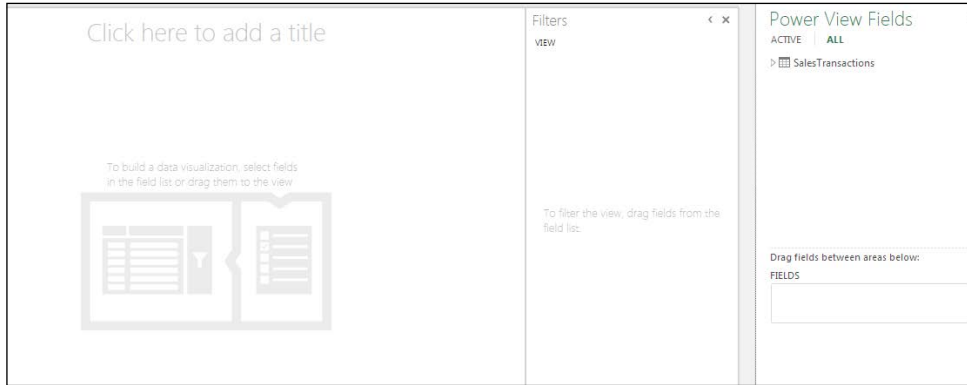 Click here to add a title
To build a data visualization, select fields
in the field list or drag them to the view
Filters
VIEW
To filter the view, drag fields from the
field list.
Power View Fields
ACTIVE ALL
SalesTransactions
Drag fields between areas below:
FIELDS